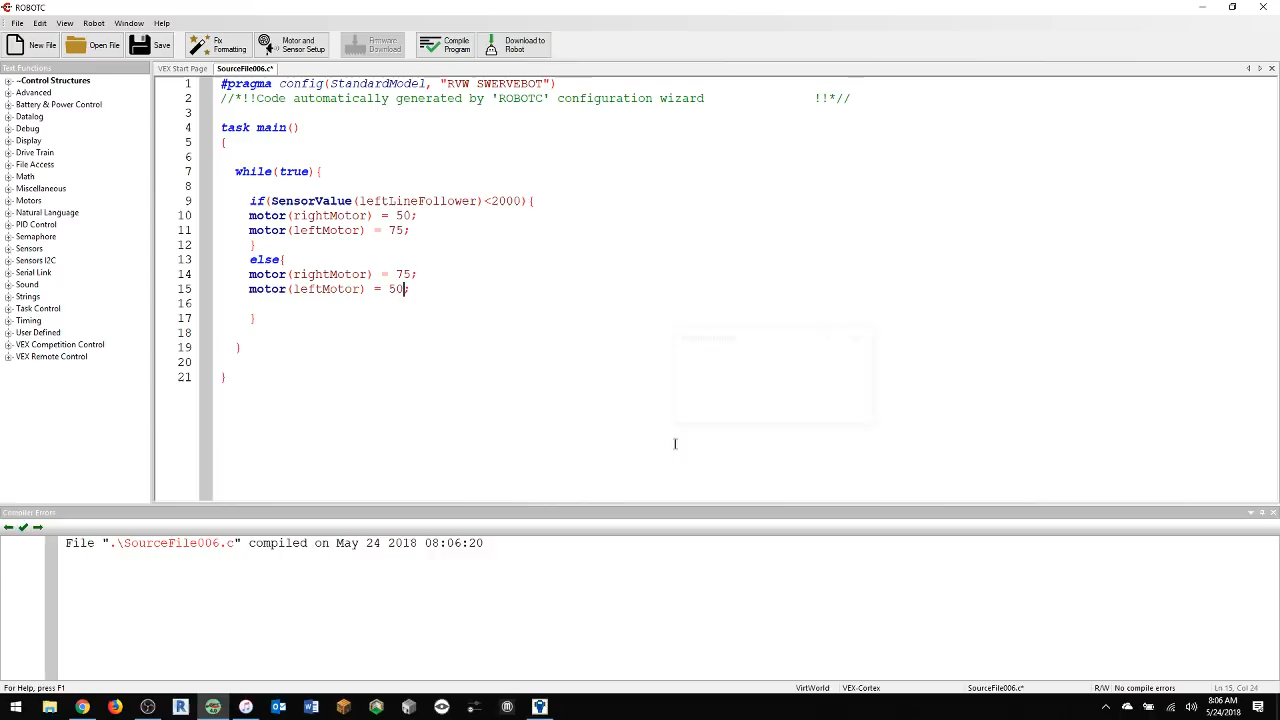 ROBOTC
File Edit View Robot Window Help
New File Open File Save Fix Formatting Motor and Sensor Setup Firmware Download Compile Program Download to Robot
Text Functions
VEX Start Page SourceFile006.c*
~Control Structures
Advanced
Battery & Power Control
Datalog
Debug
Display
Drive Train
File Access
Math
Miscellaneous
Motors
Natural Language
PID Control
Semaphore
Sensors
Sensors I2C
Serial Link
Sound
Strings
Task Control
Timing
User Defined
VEX Competition Control
VEX Remote Control
1 #pragma config(StandardModel, "RVW SWERVEBOT")
2 //*!!Code automatically generated by 'ROBOTC' configuration wizard !!*//
3
4 task main()
5 {
6
7 while(true){
8
9 if(SensorValue(leftLineFollower)<2000){
10 motor(rightMotor) = 50;
11 motor(leftMotor) = 75;
12 }
13 else{
14 motor(rightMotor) = 75;
15 motor(leftMotor) = 50;
16
17 }
18
19 }
20
21 }
Compiler Errors
File ".\SourceFile006.c" compiled on May 24 2018 08:06:20
For Help, press F1 VirtWorld VEX-Cortex SourceFile006.c* R/W No compile errors Ln 15, Col 24
8:06 AM
5/24/2018